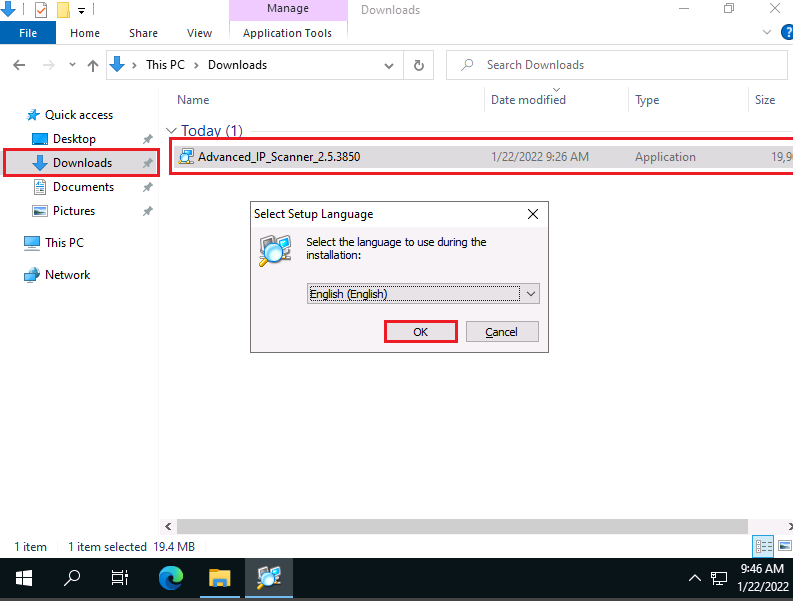 Manage
Downloads
File
Home
Share
View
Application Tools
This PC
Downloads
Search Downloads
Name
Date modified
Type
Size
Quick access
Desktop
Downloads
Documents
Pictures
This PC
Network
Today (1)
Advanced_IP_Scanner_2.5.3850
1/22/2022 9:26 AM
Application
Select Setup Language
Select the language to use during the
installation:
English (English)
OK
Cancel
1 item
1 item selected 19.4 MB
9:46 AM
1/22/2022